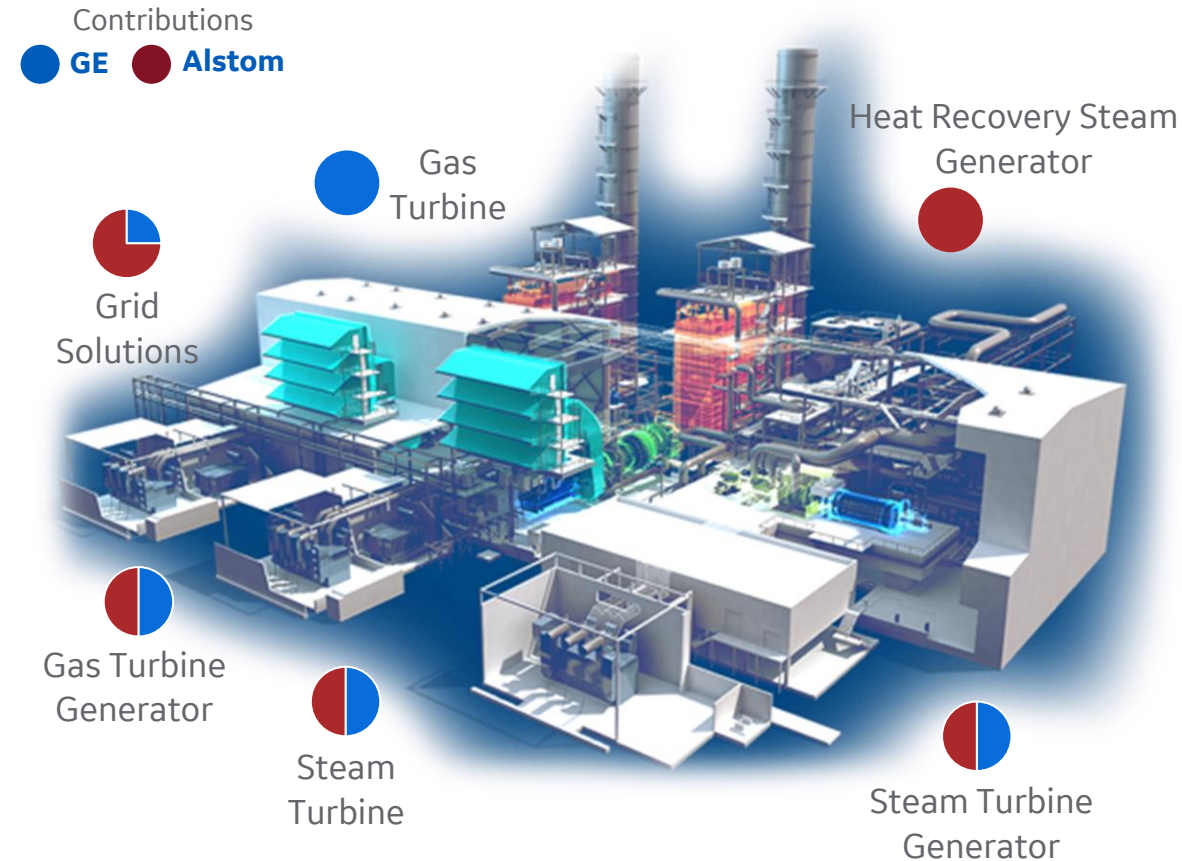 Contributions
GE Alstom
Heat Recovery Steam
Generator
Gas
Turbine
Grid
Solutions
Gas Turbine
Generator
Steam
Turbine
Steam Turbine
Generator